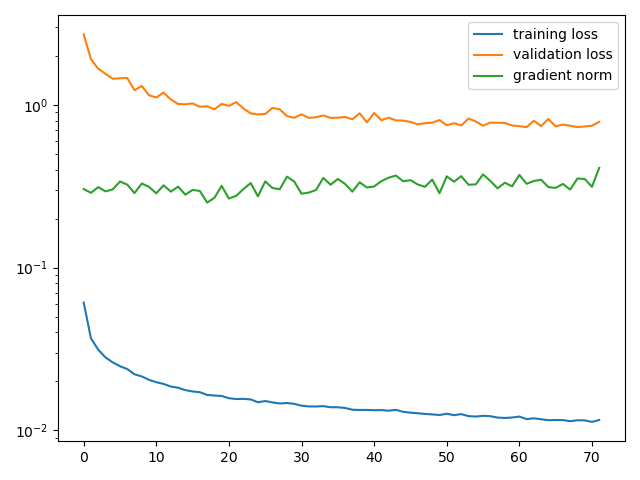 training loss
validation loss
gradient norm
10⁰
10⁻¹
10⁻²
0 10 20 30 40 50 60 70